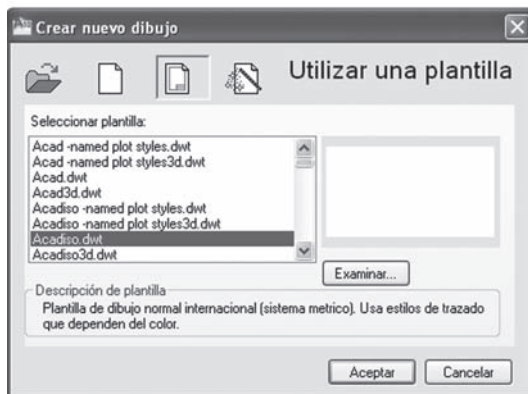 Crear nuevo dibujo
Utilizar una plantilla
Seleccionar plantilla:
Acad -named plot styles.dwt
Acad -named plot styles3d.dwt
Acad.dwt
Acad3d.dwt
Acadiso -named plot styles.dwt
Acadiso -named plot styles3d.dwt
Acadiso.dwt
Acadiso3d.dwt
Examinar...
Descripción de plantilla
Plantilla de dibujo normal internacional (sistema metrico). Usa estilos de trazado
que dependen del color.
Aceptar
Cancelar